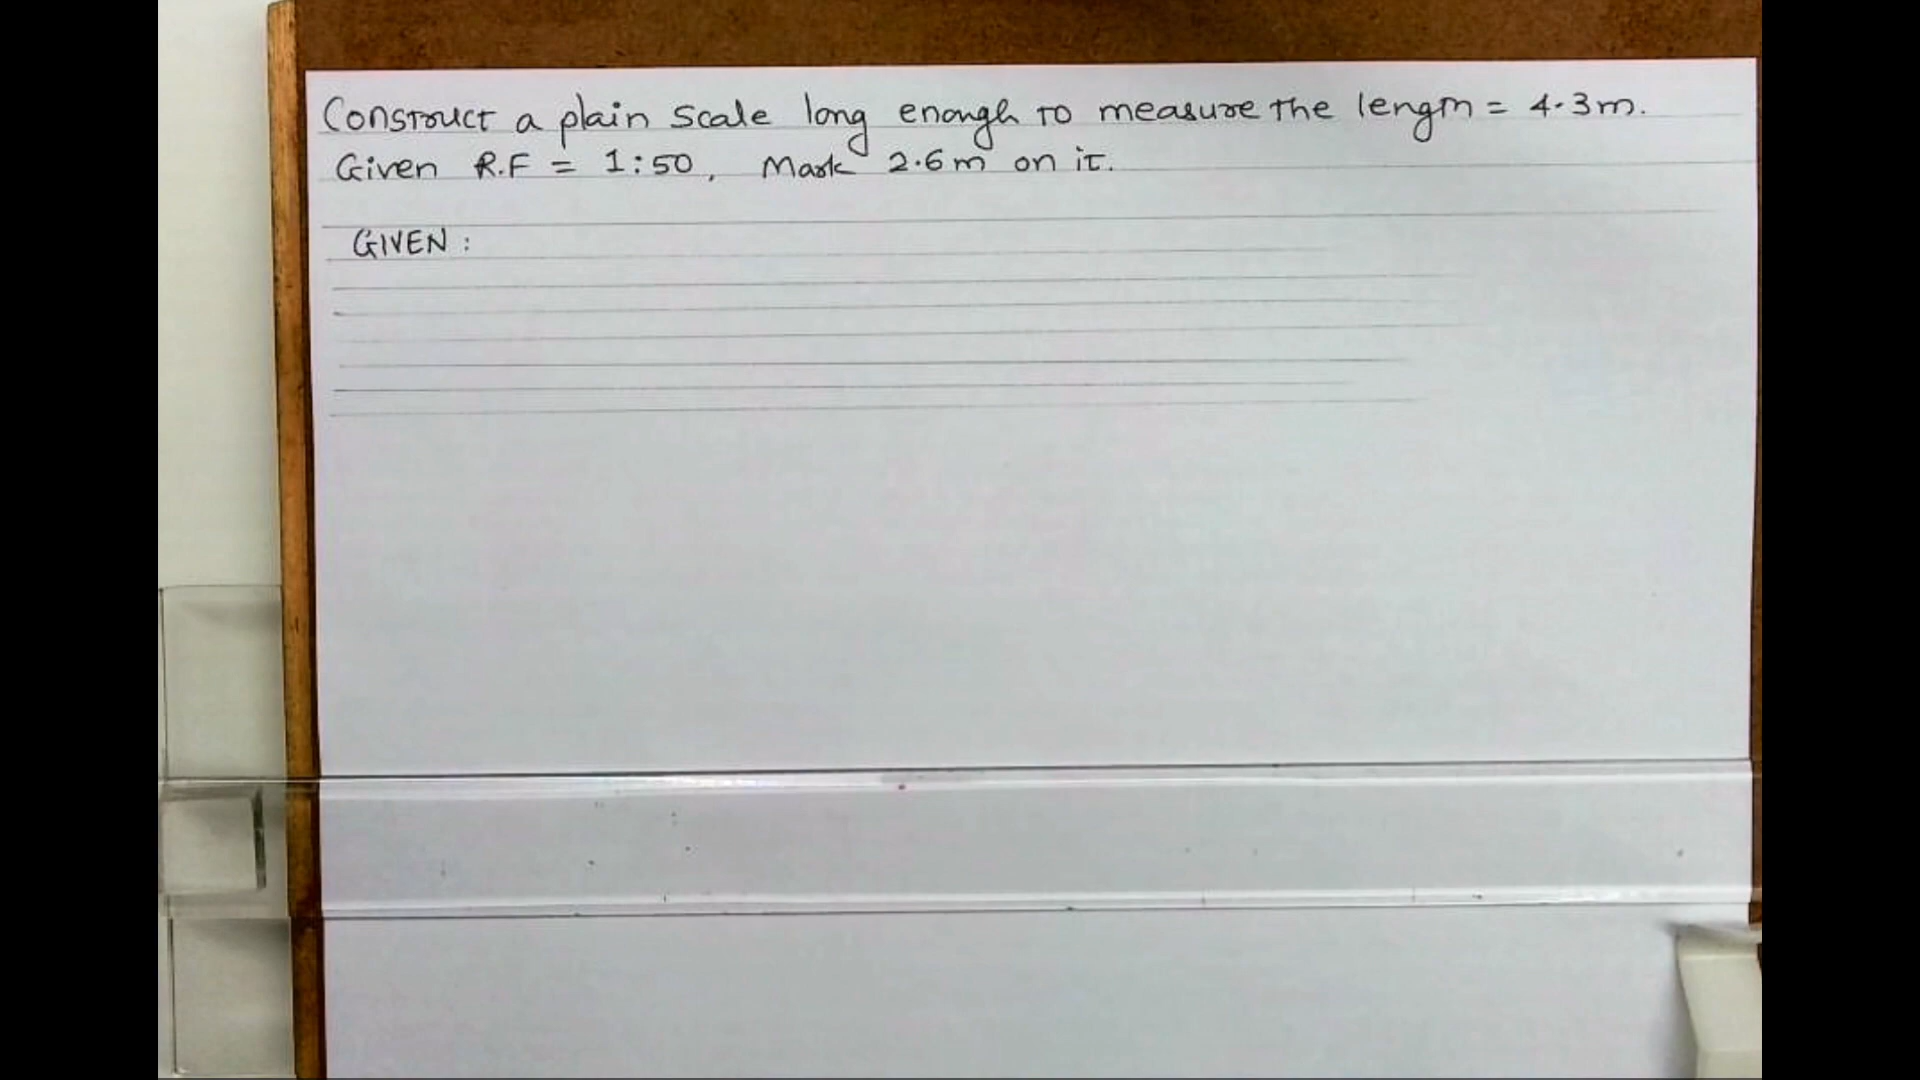 Construct a plain scale long enough to measure the length = 4.3m.
Given R.F = 1:50, Mark 2.6m on it.
GIVEN :